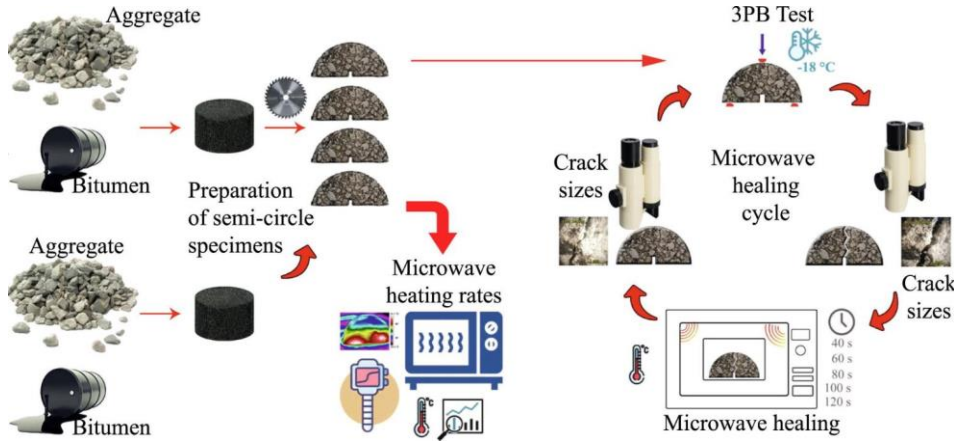 Aggregate
Bitumen
Aggregate
Bitumen
Preparation
of semi-circle
specimens
Microwave
heating rates
°C
3PB Test
-18 °C
Crack
sizes
Microwave
healing
cycle
Crack
sizes
°C
40 s
60 s
80 s
100 s
120 s
Microwave healing